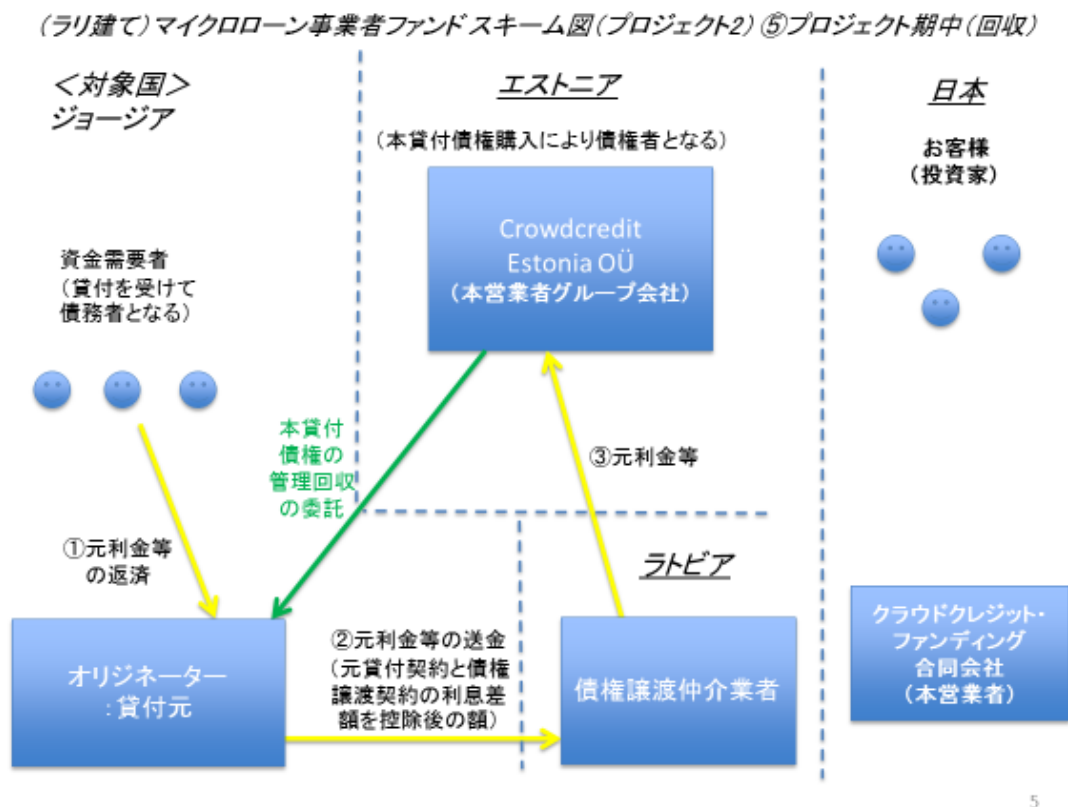 (ラリ建て)マイクロローン事業者ファンド スキーム図(プロジェクト2) ⑤プロジェクト期中(回収)
<対象国>
ジョージア
エストニア
日本
(本貸付債権購入により債権者となる)
お客様
(投資家)
Crowdcredit
Estonia OÜ
(本営業者グループ会社)
資金需要者
(貸付を受けて
債務者となる)
本貸付
債権の
管理回収
の委託
③元利金等
①元利金等
の返済
ラトビア
オリジネーター
:貸付元
②元利金等の送金
(元貸付契約と債権
譲渡契約の利息差
額を控除後の額)
債権譲渡仲介業者
クラウドクレジット・
ファンディング
合同会社
(本営業者)
5